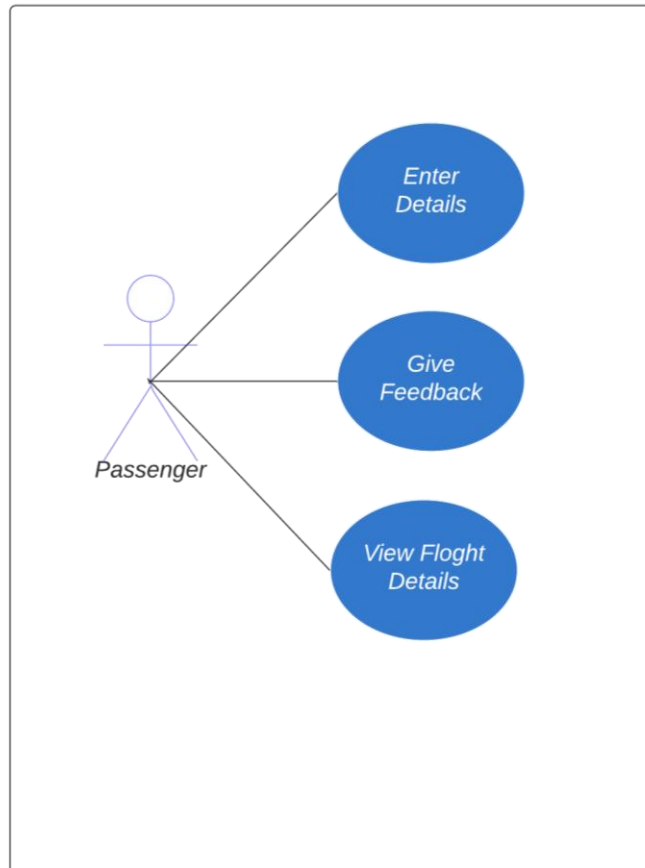 Enter
Details
Give
Feedback
Passenger
View Floght
Details